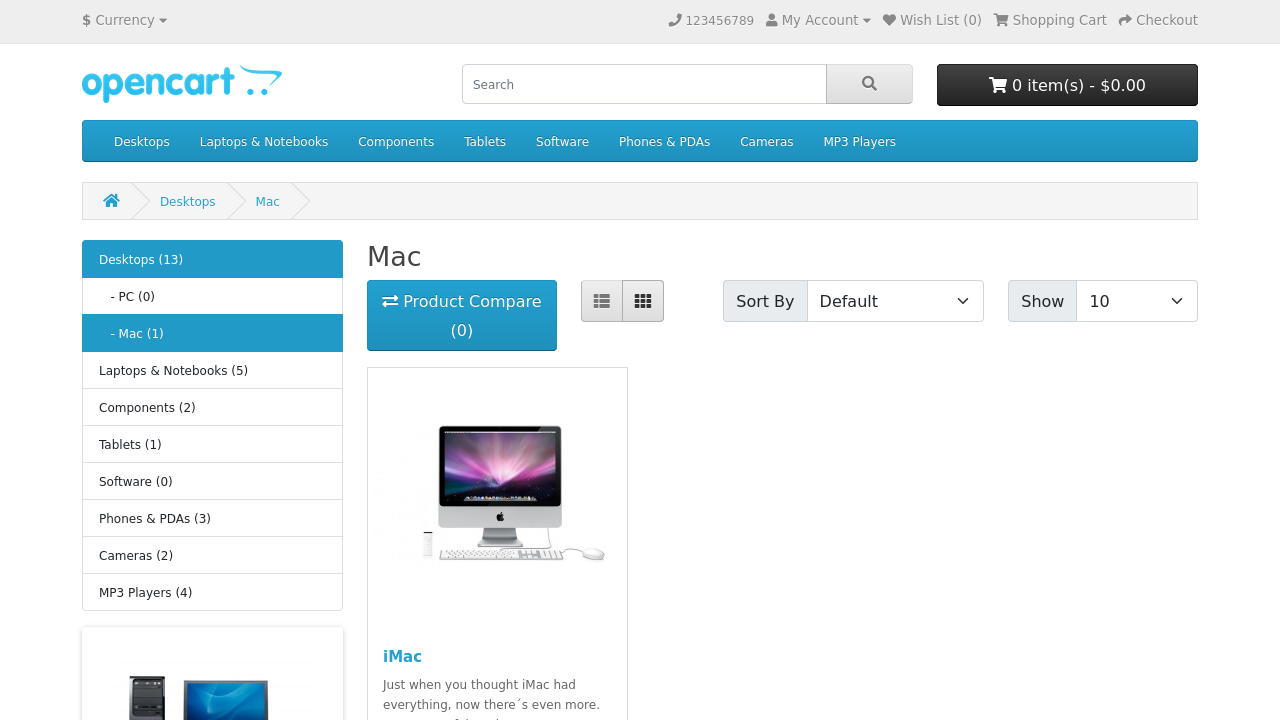 $ Currency
123456789 My Account Wish List (0) Shopping Cart Checkout
opencart
Search
0 item(s) - $0.00
Desktops Laptops & Notebooks Components Tablets Software Phones & PDAs Cameras MP3 Players
Desktops Mac
Desktops (13)
- PC (0)
- Mac (1)
Laptops & Notebooks (5)
Components (2)
Tablets (1)
Software (0)
Phones & PDAs (3)
Cameras (2)
MP3 Players (4)
Mac
Product Compare
(0)
Sort By Default
Show 10
iMac
Just when you thought iMac had
everything, now there´s even more.